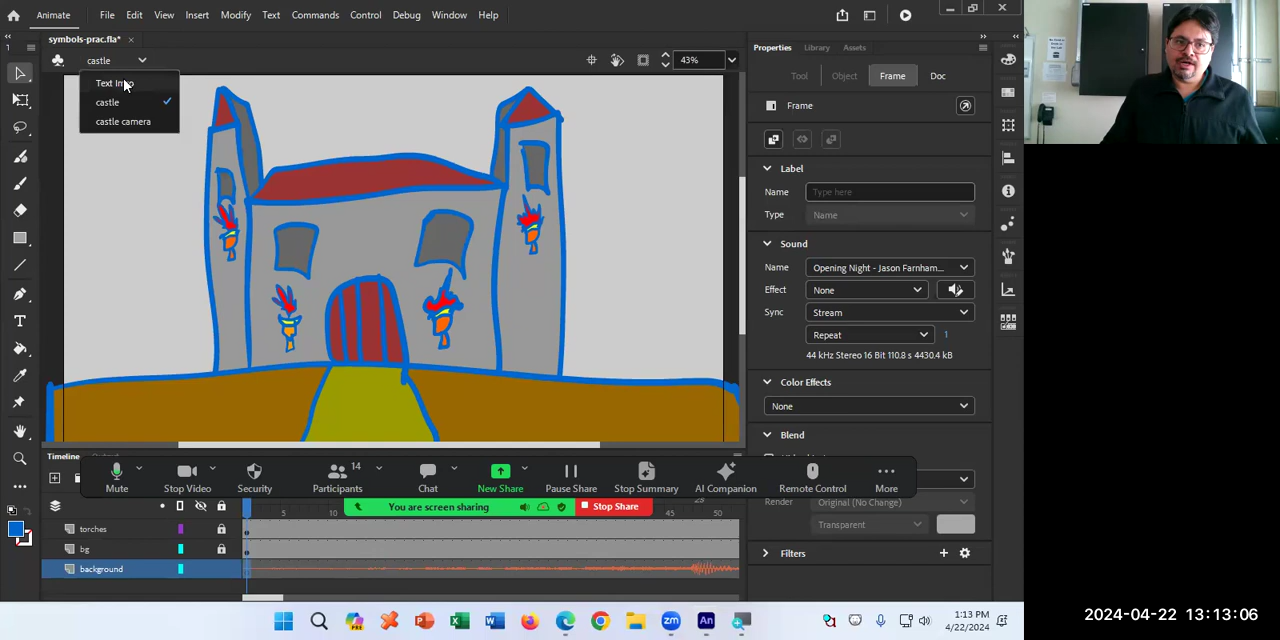 Animate File Edit View Insert Modify Text Commands Control Debug Window Help
symbols-prac.fla* ×
castle
43%
Text
castle
castle camera
Properties Library Assets
Tool Object Frame Doc
Frame
Label
Name Type here
Type Name
Sound
Name Opening Night - Jason Farnham...
Effect None
Sync Stream
Repeat 1
44 kHz Stereo 16 Bit 110.8 s 4430.4 kB
Color Effects
None
Blend
Render Original (No Change)
Transparent
Filters
Timeline
Mute Stop Video Security Participants 14 Chat New Share Pause Share Stop Summary AI Companion Remote Control More
You are screen sharing Stop Share
5 10 45 50
torches
bg
background
1:13 PM
4/22/2024
2024-04-22 13:13:06